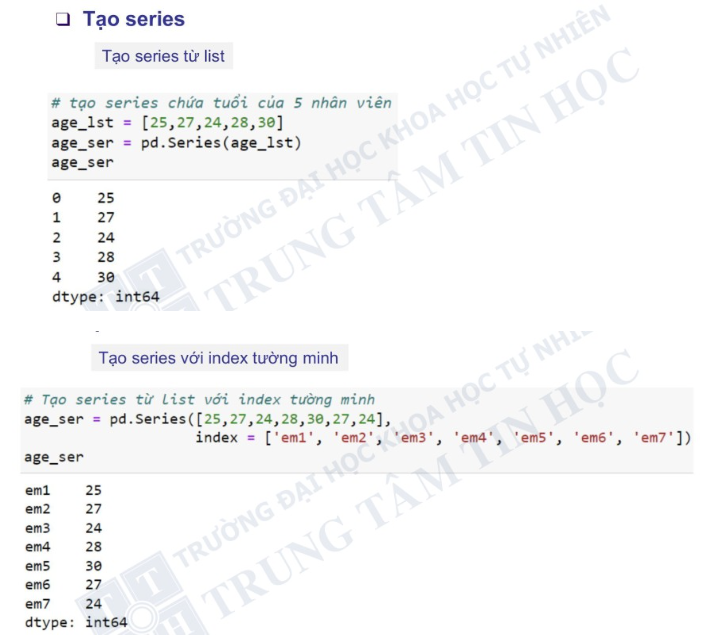 ❑ Tạo series
Tạo series từ list
# tạo series chứa tuổi của 5 nhân viên
age_lst = [25,27,24,28,30]
age_ser = pd.Series(age_lst)
age_ser
0 25
1 27
2 24
3 28
4 30
dtype: int64
TRƯỜNG ĐẠI HỌC KHOA HỌC TỰ NHIÊN
TRUNG TÂM TIN HỌC
Tạo series với index tường minh
# Tạo series từ list với index tường minh
age_ser = pd.Series([25,27,24,28,30,27,24],
index = ['em1', 'em2', 'em3', 'em4', 'em5', 'em6', 'em7'])
age_ser
em1 25
em2 27
em3 24
em4 28
em5 30
em6 27
em7 24
dtype: int64
TRƯỜNG ĐẠI HỌC KHOA HỌC TỰ
TRUNG TÂM TIN HỌC